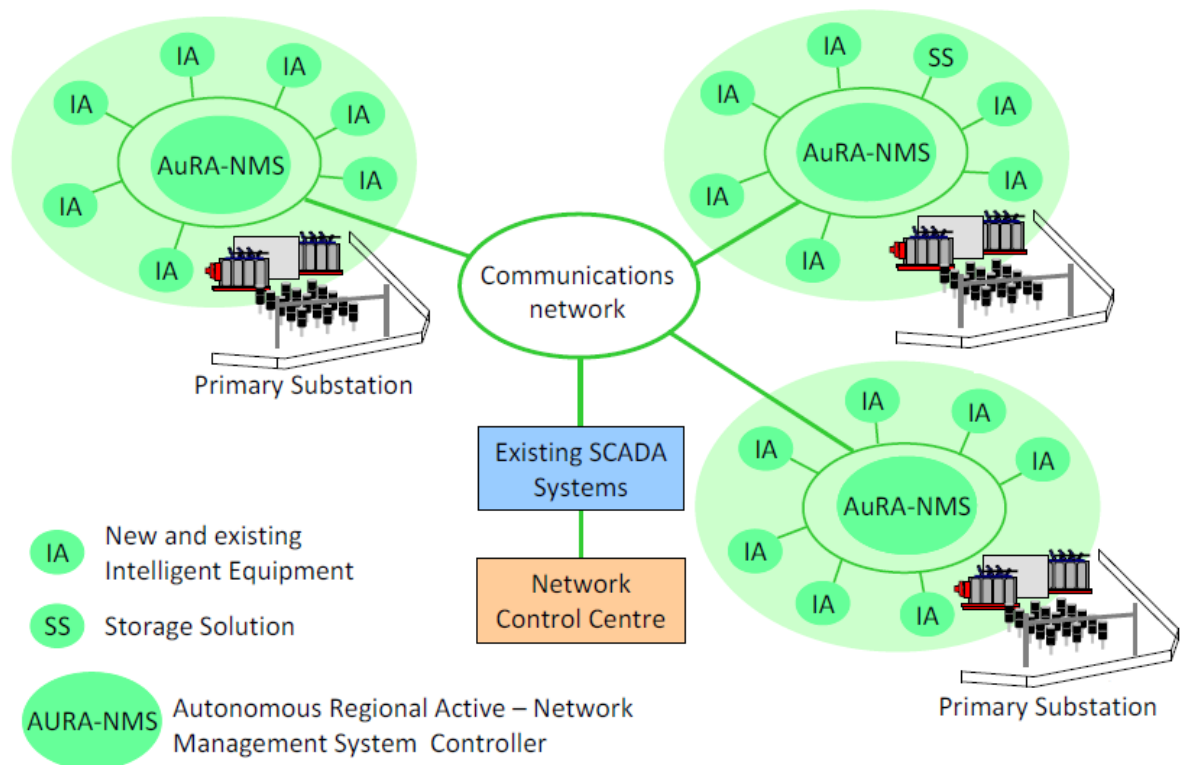 IA
IA
IA
IA
IA
IA
IA
AuRA-NMS
Primary Substation
IA
SS
IA
IA
IA
IA
IA
AuRA-NMS
Communications
network
Existing SCADA
Systems
Network
Control Centre
IA
IA
IA
IA
IA
IA
IA
AuRA-NMS
Primary Substation
IA
New and existing
Intelligent Equipment
SS
Storage Solution
AURA-NMS
Autonomous Regional Active – Network
Management System Controller